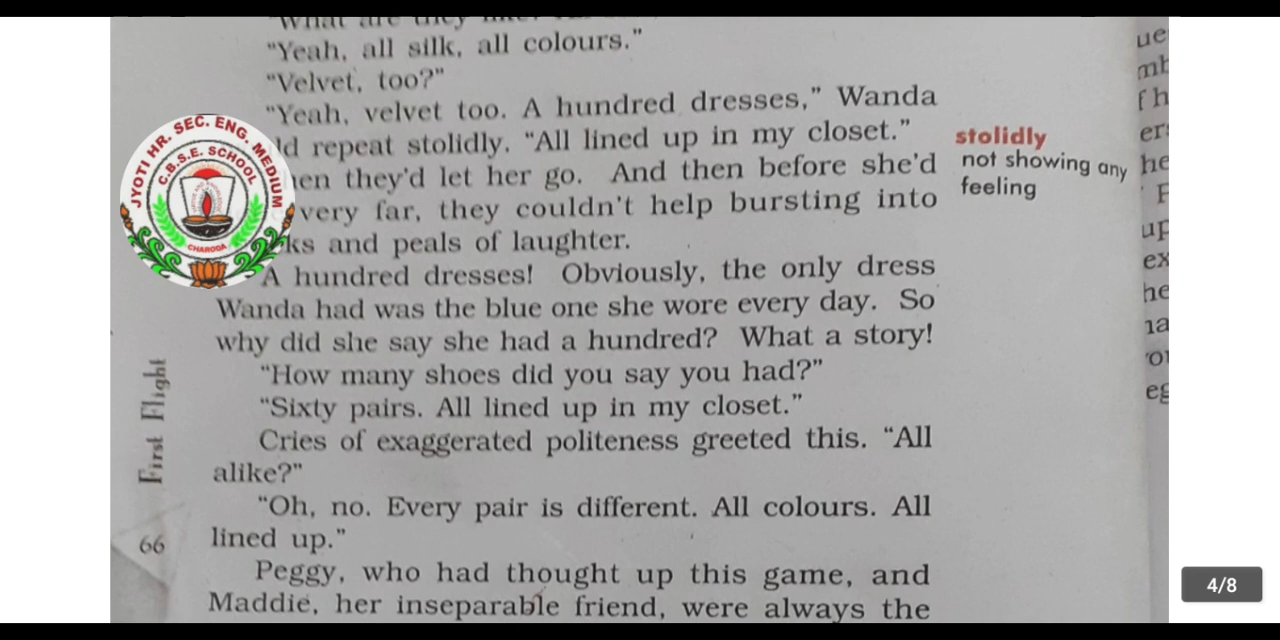 "What are they
"Yeah, all silk, all colours."
"Velvet, too?"
"Yeah, velvet too. A hundred dresses," Wanda
repeat stolidly. "All lined up in my closet."
they'd let her go. And then before she'd
very far, they couldn't help bursting into
and peals of laughter.
A hundred dresses! Obviously, the only dress
Wanda had was the blue one she wore every day. So
why did she say she had a hundred? What a story!
"How many shoes did you say you had?"
"Sixty pairs. All lined up in my closet."
Cries of exaggerated politeness greeted this. "All
alike?"
"Oh, no. Every pair is different. All colours. All
lined up."
Peggy, who had thought up this game, and
Maddie, her inseparable friend, were always the
stolidly
not showing any
feeling
First Flight
66
JYOTI HR. SEC. ENG. MEDIUM
C.B.S.E. SCHOOL
CHARODA
4/8